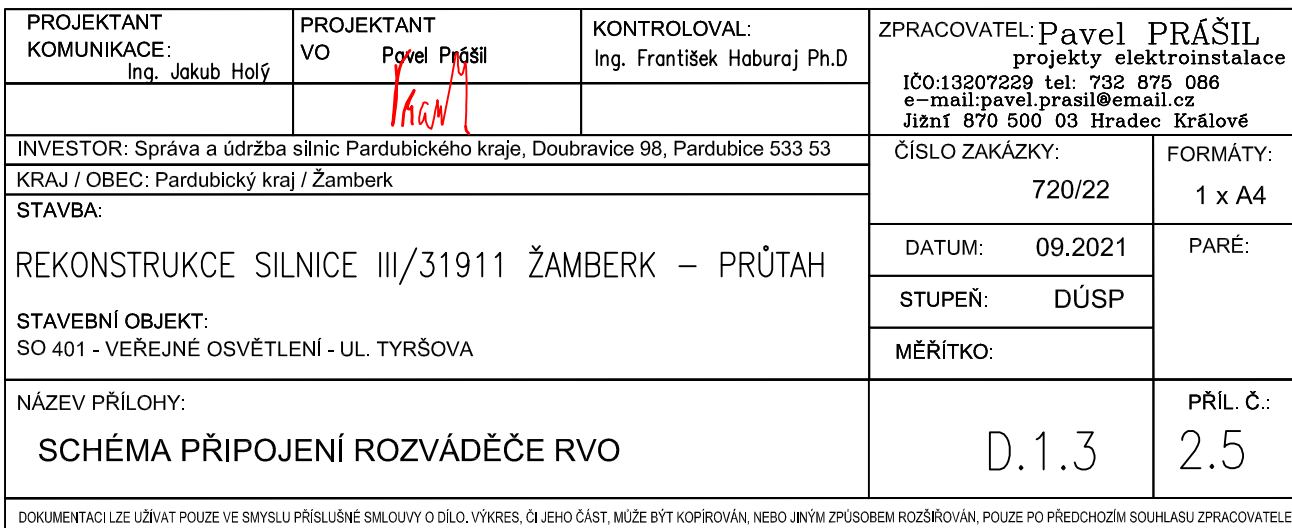 PROJEKTANT
KOMUNIKACE:
Ing. Jakub Holý
PROJEKTANT
VO Pavel Prášil
KONTROLOVAL:
Ing. František Haburaj Ph.D
ZPRACOVATEL: Pavel PRÁŠIL
projekty elektroinstalace
IČO:13207229 tel: 732 875 086
e-mail:pavel.prasil@email.cz
Jižní 870 500 03 Hradec Králové
INVESTOR: Správa a údržba silnic Pardubického kraje, Doubravice 98, Pardubice 533 53
KRAJ / OBEC: Pardubický kraj / Žamberk
STAVBA:
REKONSTRUKCE SILNICE III/31911 ŽAMBERK – PRŮTAH
STAVEBNÍ OBJEKT:
SO 401 - VEŘEJNÉ OSVĚTLENÍ - UL. TYRŠOVA
ČÍSLO ZAKÁZKY:
720/22
FORMÁTY:
1 x A4
DATUM: 09.2021
PARÉ:
STUPEŇ: DÚSP
MĚŘÍTKO:
NÁZEV PŘÍLOHY:
SCHÉMA PŘIPOJENÍ ROZVÁDĚČE RVO
D.1.3
PŘÍL. Č.:
2.5
DOKUMENTACI LZE UŽÍVAT POUZE VE SMYSLU PŘÍSLUŠNÉ SMLOUVY O DÍLO. VÝKRES, ČI JEHO ČÁST, MŮŽE BÝT KOPÍROVÁN, NEBO JINÝM ZPŮSOBEM ROZŠIŘOVÁN, POUZE PO PŘEDCHOZÍM SOUHLASU ZPRACOVATELE